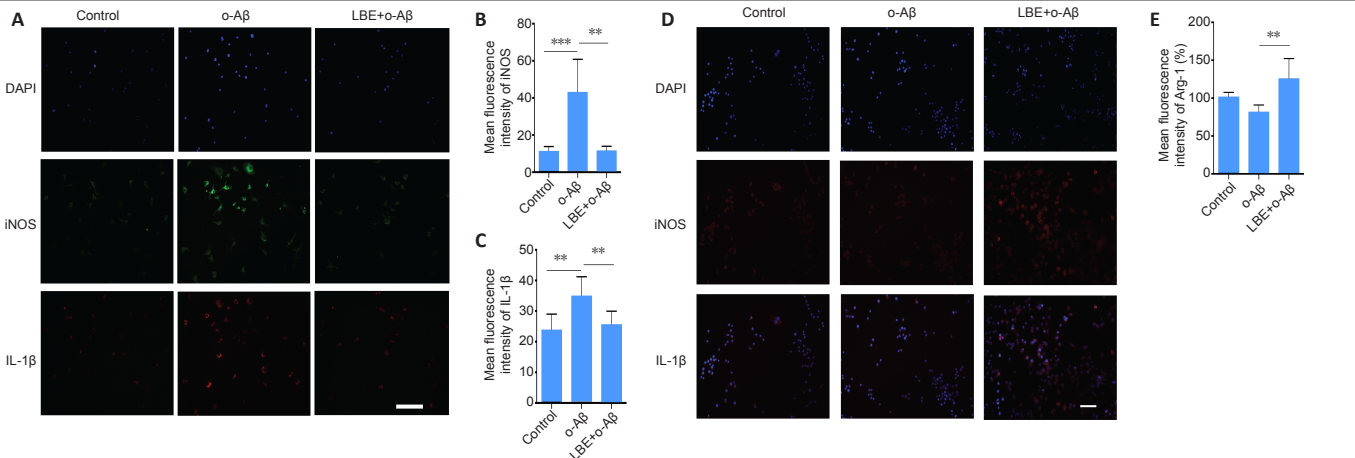 A
Control
o-Aβ
LBE+o-Aβ
DAPI
iNOS
IL-1β
B
Mean fluorescence
intensity of iNOS
80
60
40
20
0
***
**
Control
o-Aβ
LBE+o-Aβ
C
Mean fluorescence
intensity of IL-1β
50
40
30
20
10
0
**
**
Control
o-Aβ
LBE+o-Aβ
D
Control
o-Aβ
LBE+o-Aβ
DAPI
iNOS
IL-1β
E
Mean fluorescence
intensity of Arg-1 (%)
200
150
100
50
0
**
Control
o-Aβ
LBE+o-Aβ